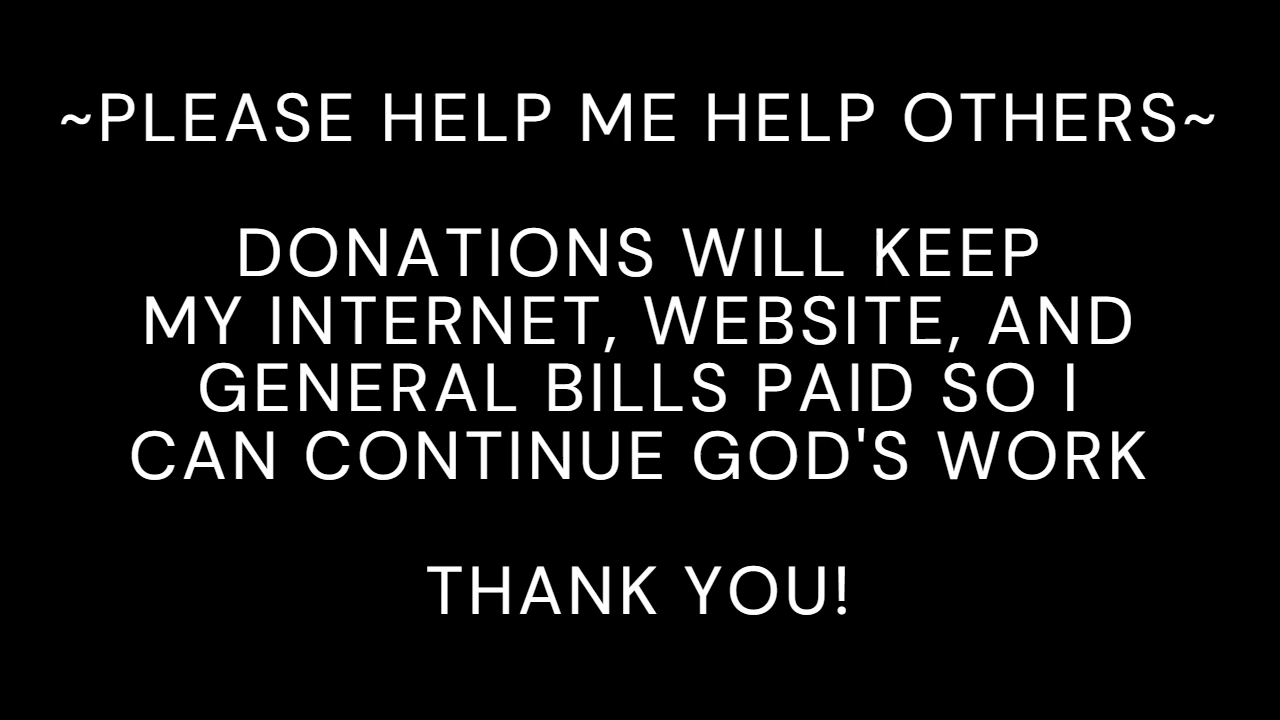 ~PLEASE HELP ME HELP OTHERS~
DONATIONS WILL KEEP
MY INTERNET, WEBSITE, AND
GENERAL BILLS PAID SO I
CAN CONTINUE GOD'S WORK
THANK YOU!